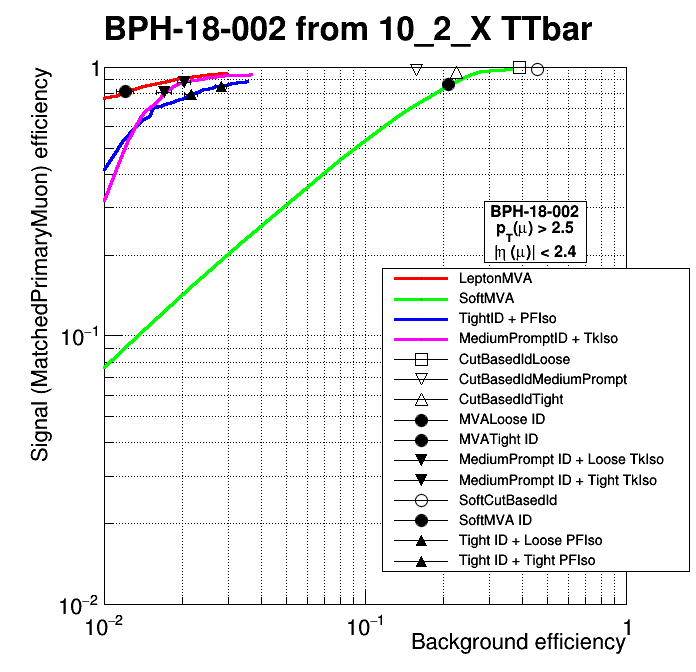 BPH-18-002 from 10_2_X TTbar
Signal (MatchedPrimaryMuon) efficiency
1
10⁻¹
10⁻²
BPH-18-002
p_T(μ) > 2.5
|η (μ)| < 2.4
LeptonMVA
SoftMVA
TightID + PFIso
MediumPromptID + TkIso
CutBasedIdLoose
CutBasedIdMediumPrompt
CutBasedIdTight
MVALoose ID
MVATight ID
MediumPrompt ID + Loose TkIso
MediumPrompt ID + Tight TkIso
SoftCutBasedId
SoftMVA ID
Tight ID + Loose PFIso
Tight ID + Tight PFIso
10⁻² 10⁻¹ 1
Background efficiency